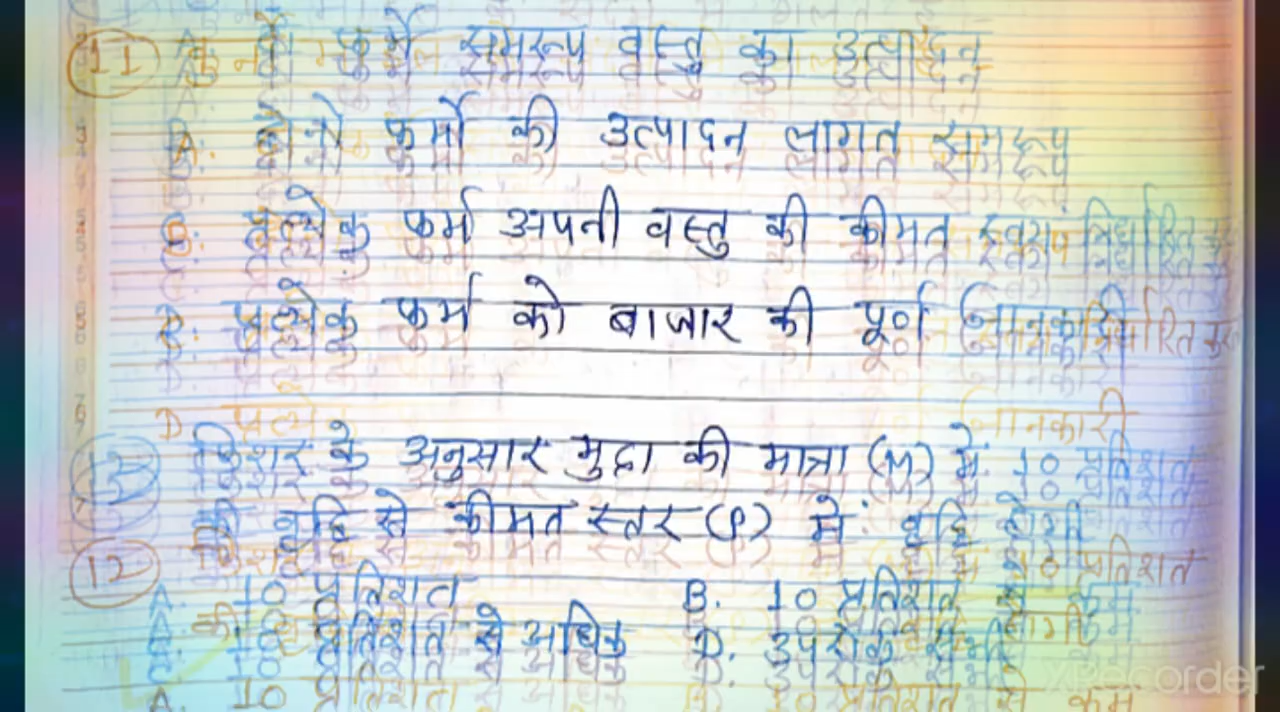 11 A. दो फर्में समरूप वस्तु का उत्पादन
B. दोनों फर्मों की उत्पादन लागत समरूप
C. प्रत्येक फर्म अपनी वस्तु की कीमत स्वयं निर्धारित
D. प्रत्येक फर्म को बाजार की पूर्ण जानकारी
12 फिशर के अनुसार मुद्रा की मात्रा (M) में 10 प्रतिशत
की वृद्धि से कीमत स्तर (P) में वृद्धि होगी
A. 10 प्रतिशत B. 10 प्रतिशत से कम
C. 10 प्रतिशत से अधिक D. उपरोक्त सभी
XRecorder